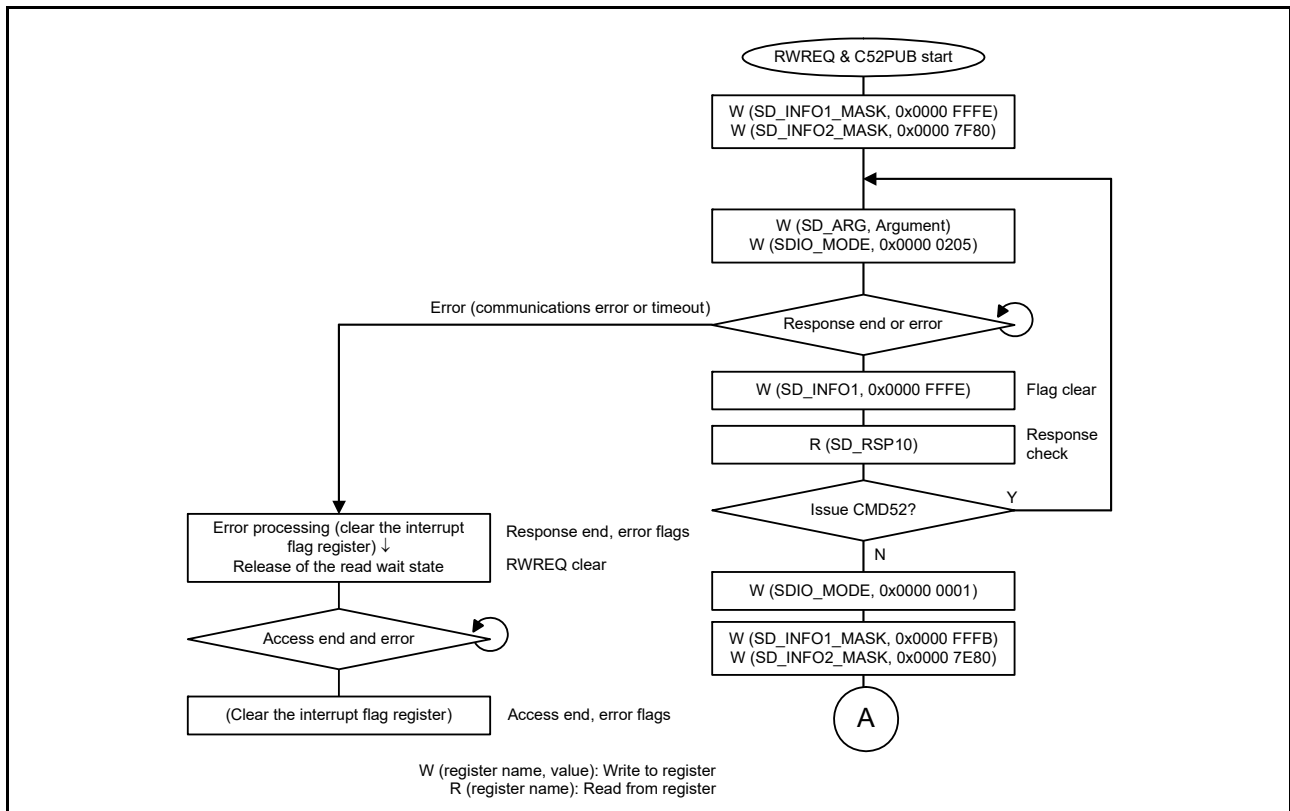 RWREQ & C52PUB start
W (SD_INFO1_MASK, 0x0000 FFFE)
W (SD_INFO2_MASK, 0x0000 7F80)
W (SD_ARG, Argument)
W (SDIO_MODE, 0x0000 0205)
Error (communications error or timeout)
Response end or error
W (SD_INFO1, 0x0000 FFFE)
Flag clear
R (SD_RSP10)
Response
check
Issue CMD52?
Y
N
Error processing (clear the interrupt
flag register) ↓
Release of the read wait state
Response end, error flags
RWREQ clear
W (SDIO_MODE, 0x0000 0001)
Access end and error
W (SD_INFO1_MASK, 0x0000 FFFB)
W (SD_INFO2_MASK, 0x0000 7E80)
(Clear the interrupt flag register)
Access end, error flags
A
W (register name, value): Write to register
R (register name): Read from register